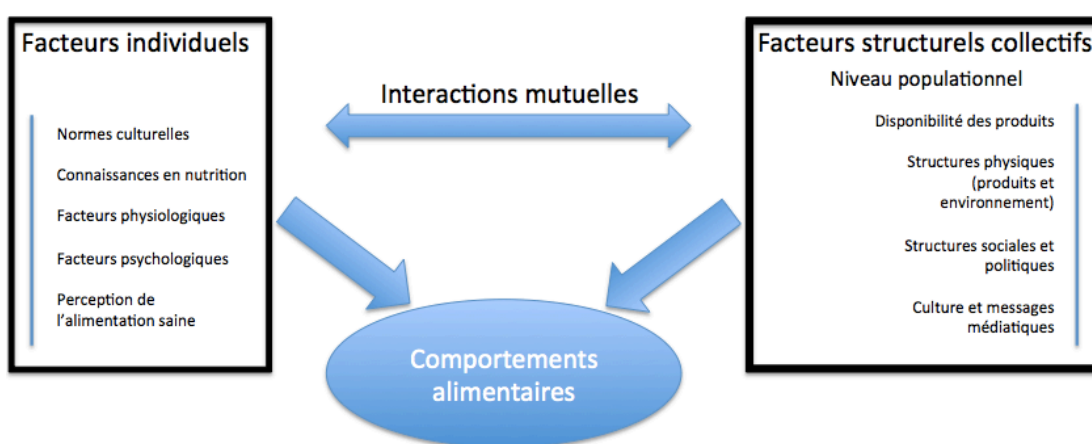 Facteurs individuels
Normes culturelles
Connaissances en nutrition
Facteurs physiologiques
Facteurs psychologiques
Perception de
l'alimentation saine
Interactions mutuelles
Comportements
alimentaires
Facteurs structurels collectifs
Niveau populationnel
Disponibilité des produits
Structures physiques
(produits et
environnement)
Structures sociales et
politiques
Culture et messages
médiatiques